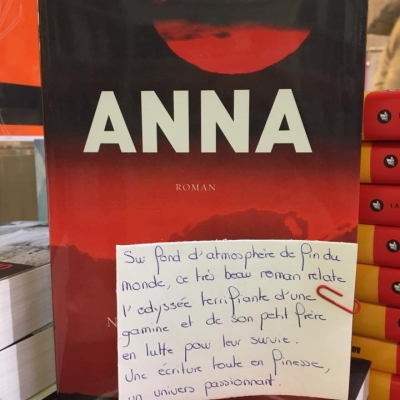 ANNA
ROMAN
N
Sur fond d'atmosphère de fin du
monde, ce très beau roman relate
l'odyssée terrifiante d'une
gamine et de son petit frère
en lutte pour leur survie.
Une écriture toute en finesse,
un univers passionnant.